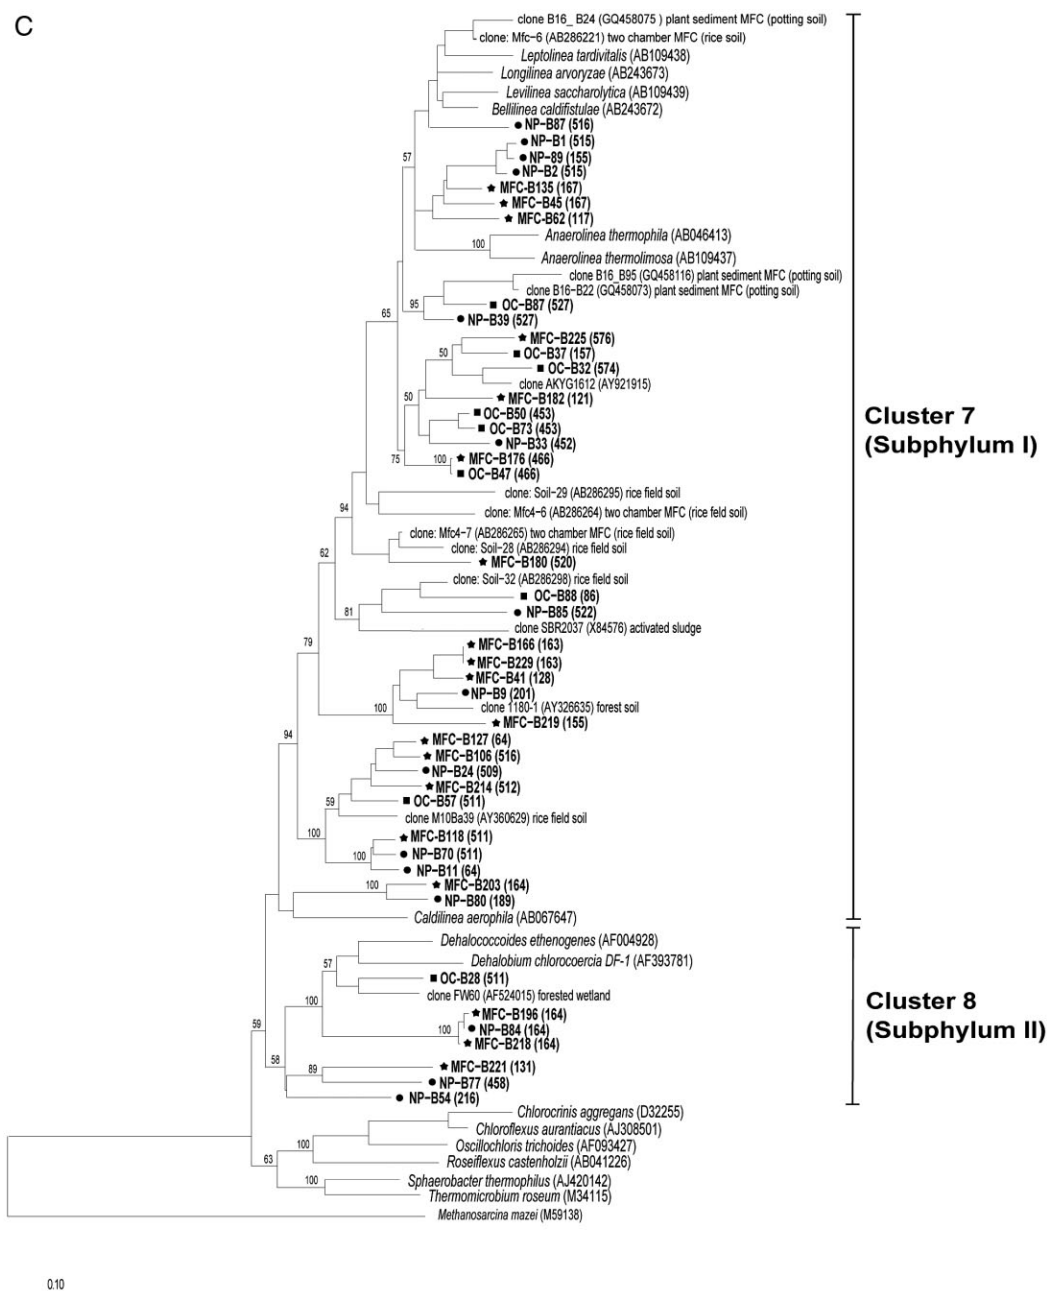 C
clone B16_ B24 (GQ458075 ) plant sediment MFC (potting soil)
clone: Mfc-6 (AB286221) two chamber MFC (rice soil)
Leptolinea tardivitalis (AB109438)
Longilinea arvoryzae (AB243673)
Levilinea saccharolytica (AB109439)
Bellilinea caldifistulae (AB243672)
NP-B87 (516)
NP-B1 (515)
57
NP-89 (155)
NP-B2 (515)
MFC-B135 (167)
MFC-B45 (167)
MFC-B62 (117)
Anaerolinea thermophila (AB046413)
100
Anaerolinea thermolimosa (AB109437)
clone B16_B95 (GQ458116) plant sediment MFC (potting soil)
clone B16-B22 (GQ458073) plant sediment MFC (potting soil)
95
OC-B87 (527)
65
NP-B39 (527)
MFC-B225 (576)
50
OC-B37 (157)
OC-B32 (574)
clone AKYG1612 (AY921915)
50
MFC-B182 (121)
OC-B50 (453)
Cluster 7
(Subphylum I)
OC-B73 (453)
NP-B33 (452)
75
100
MFC-B176 (466)
OC-B47 (466)
clone: Soil-29 (AB286295) rice field soil
94
clone: Mfc4-6 (AB286264) two chamber MFC (rice feld soil)
clone: Mfc4-7 (AB286265) two chamber MFC (rice field soil)
clone: Soil-28 (AB286294) rice field soil
62
MFC-B180 (520)
clone: Soil-32 (AB286298) rice field soil
OC-B88 (86)
81
NP-B85 (522)
clone SBR2037 (X84576) activated sludge
79
MFC-B166 (163)
MFC-B229 (163)
MFC-B41 (128)
NP-B9 (201)
100
clone 1180-1 (AY326635) forest soil
MFC-B219 (155)
94
MFC-B127 (64)
MFC-B106 (516)
NP-B24 (509)
MFC-B214 (512)
59
OC-B57 (511)
clone M10Ba39 (AY360629) rice field soil
100
MFC-B118 (511)
100
NP-B70 (511)
NP-B11 (64)
100
MFC-B203 (164)
NP-B80 (189)
Caldilinea aerophila (AB067647)
Dehalococcoides ethenogenes (AF004928)
57
Dehalobium chlorocoercia DF-1 (AF393781)
OC-B28 (511)
clone FW60 (AF524015) forested wetland
100
Cluster 8
(Subphylum II)
MFC-B196 (164)
59
100
NP-B84 (164)
MFC-B218 (164)
58
89
MFC-B221 (131)
NP-B77 (458)
NP-B54 (216)
Chlorocrinis aggregans (D32255)
Chloroflexus aurantiacus (AJ308501)
100
Oscillochloris trichoides (AF093427)
63
Roseiflexus castenholzii (AB041226)
100
Sphaerobacter thermophilus (AJ420142)
Thermomicrobium roseum (M34115)
Methanosarcina mazei (M59138)
0.10